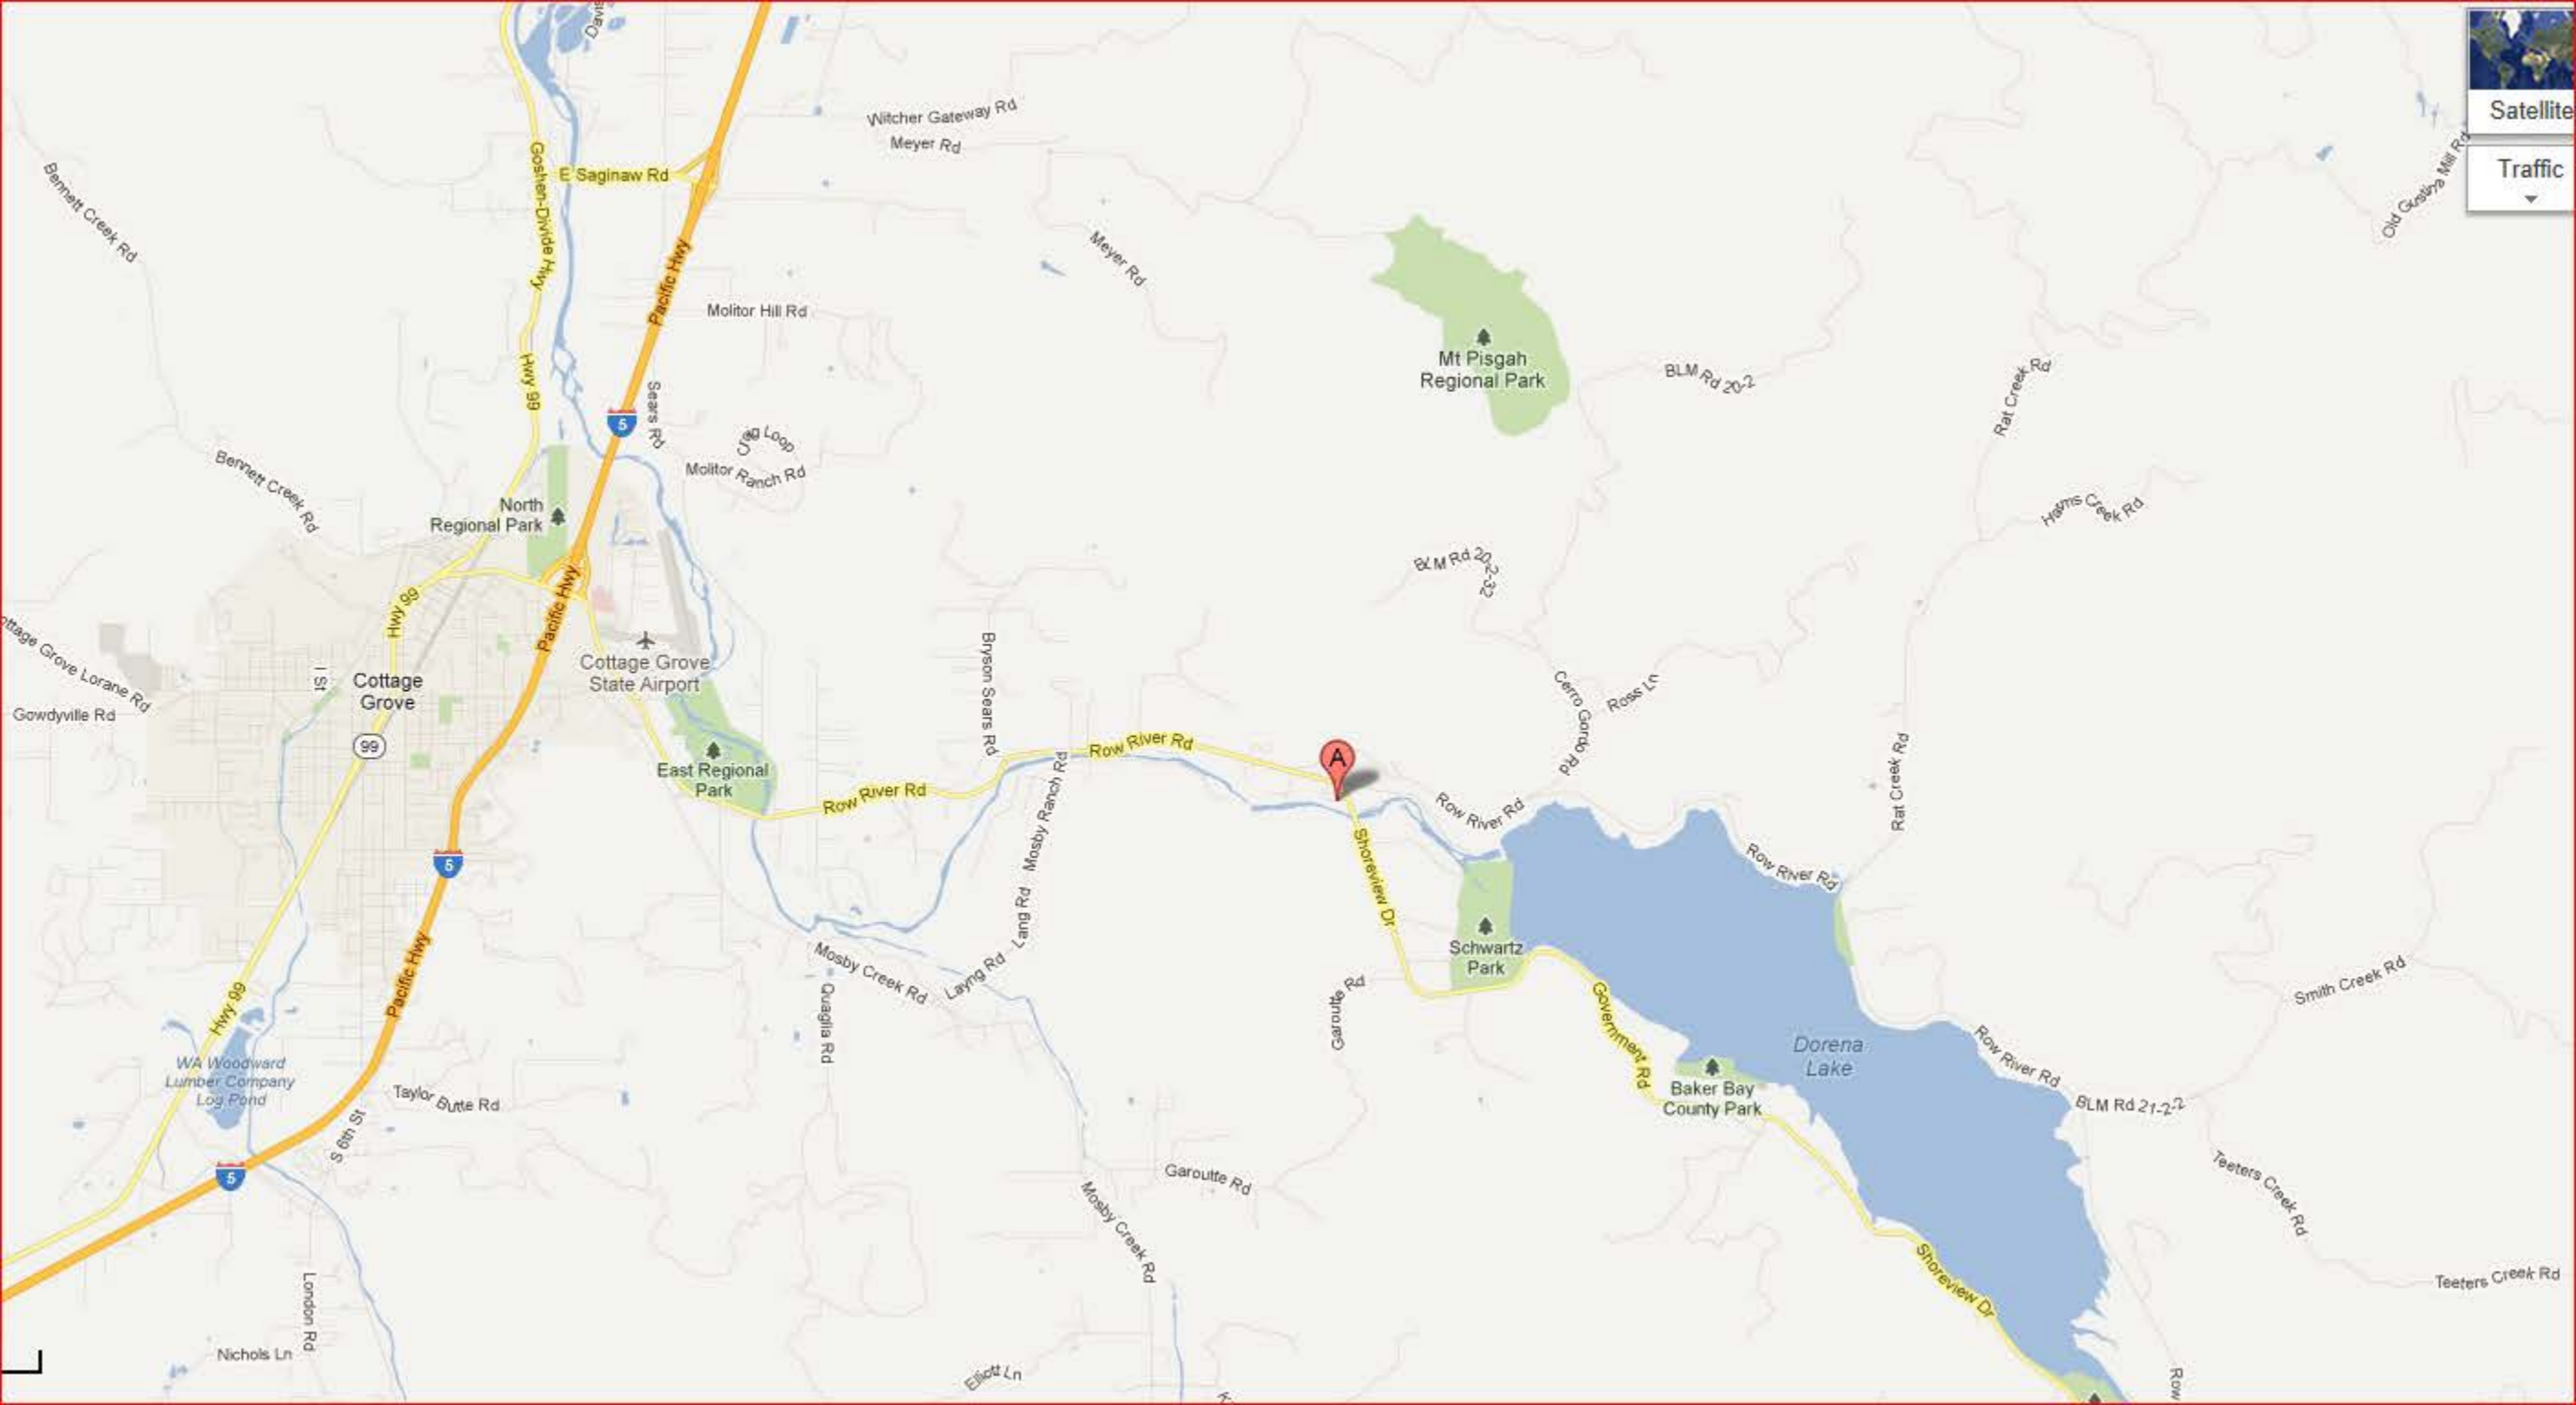 Davis
Satellite
Traffic
Witcher Gateway Rd
Meyer Rd
Old Gustina Mill Rd
Goshen-Divide Hwy
E Saginaw Rd
Bennett Creek Rd
Pacific Hwy
Meyer Rd
Molitor Hill Rd
Mt Pisgah
Regional Park
BLM Rd 20-2
Rat Creek Rd
Hwy 99
5
Sears Rd
Loop
Molitor Ranch Rd
Bennett Creek Rd
North
Regional Park
Harms Creek Rd
BLM Rd 20-2-32
Hwy 99
Pacific Hwy
ottage Grove Lorane Rd
Gowdyville Rd
I St
Cottage
Grove
99
Cottage Grove
State Airport
Bryson Sears Rd
Cerro Gordo Rd
Ross Ln
East Regional
Park
Row River Rd
Row River Rd
A
Mosby Ranch Rd
Row River Rd
Rat Creek Rd
Row River Rd
5
Shoreview Dr
Lang Rd
Layng Rd
Mosby Creek Rd
Schwartz
Park
Garoutte Rd
Government Rd
Smith Creek Rd
Pacific Hwy
Hwy 99
Quaglia Rd
Dorena
Lake
Row River Rd
WA Woodward
Lumber Company
Log Pond
Taylor Butte Rd
Baker Bay
County Park
BLM Rd 21-2-2
S 6th St
5
Garoutte Rd
Mosby Creek Rd
Teeters Creek Rd
Teeters Creek Rd
Shoreview Dr
London Rd
Nichols Ln
Elliott Ln
Row